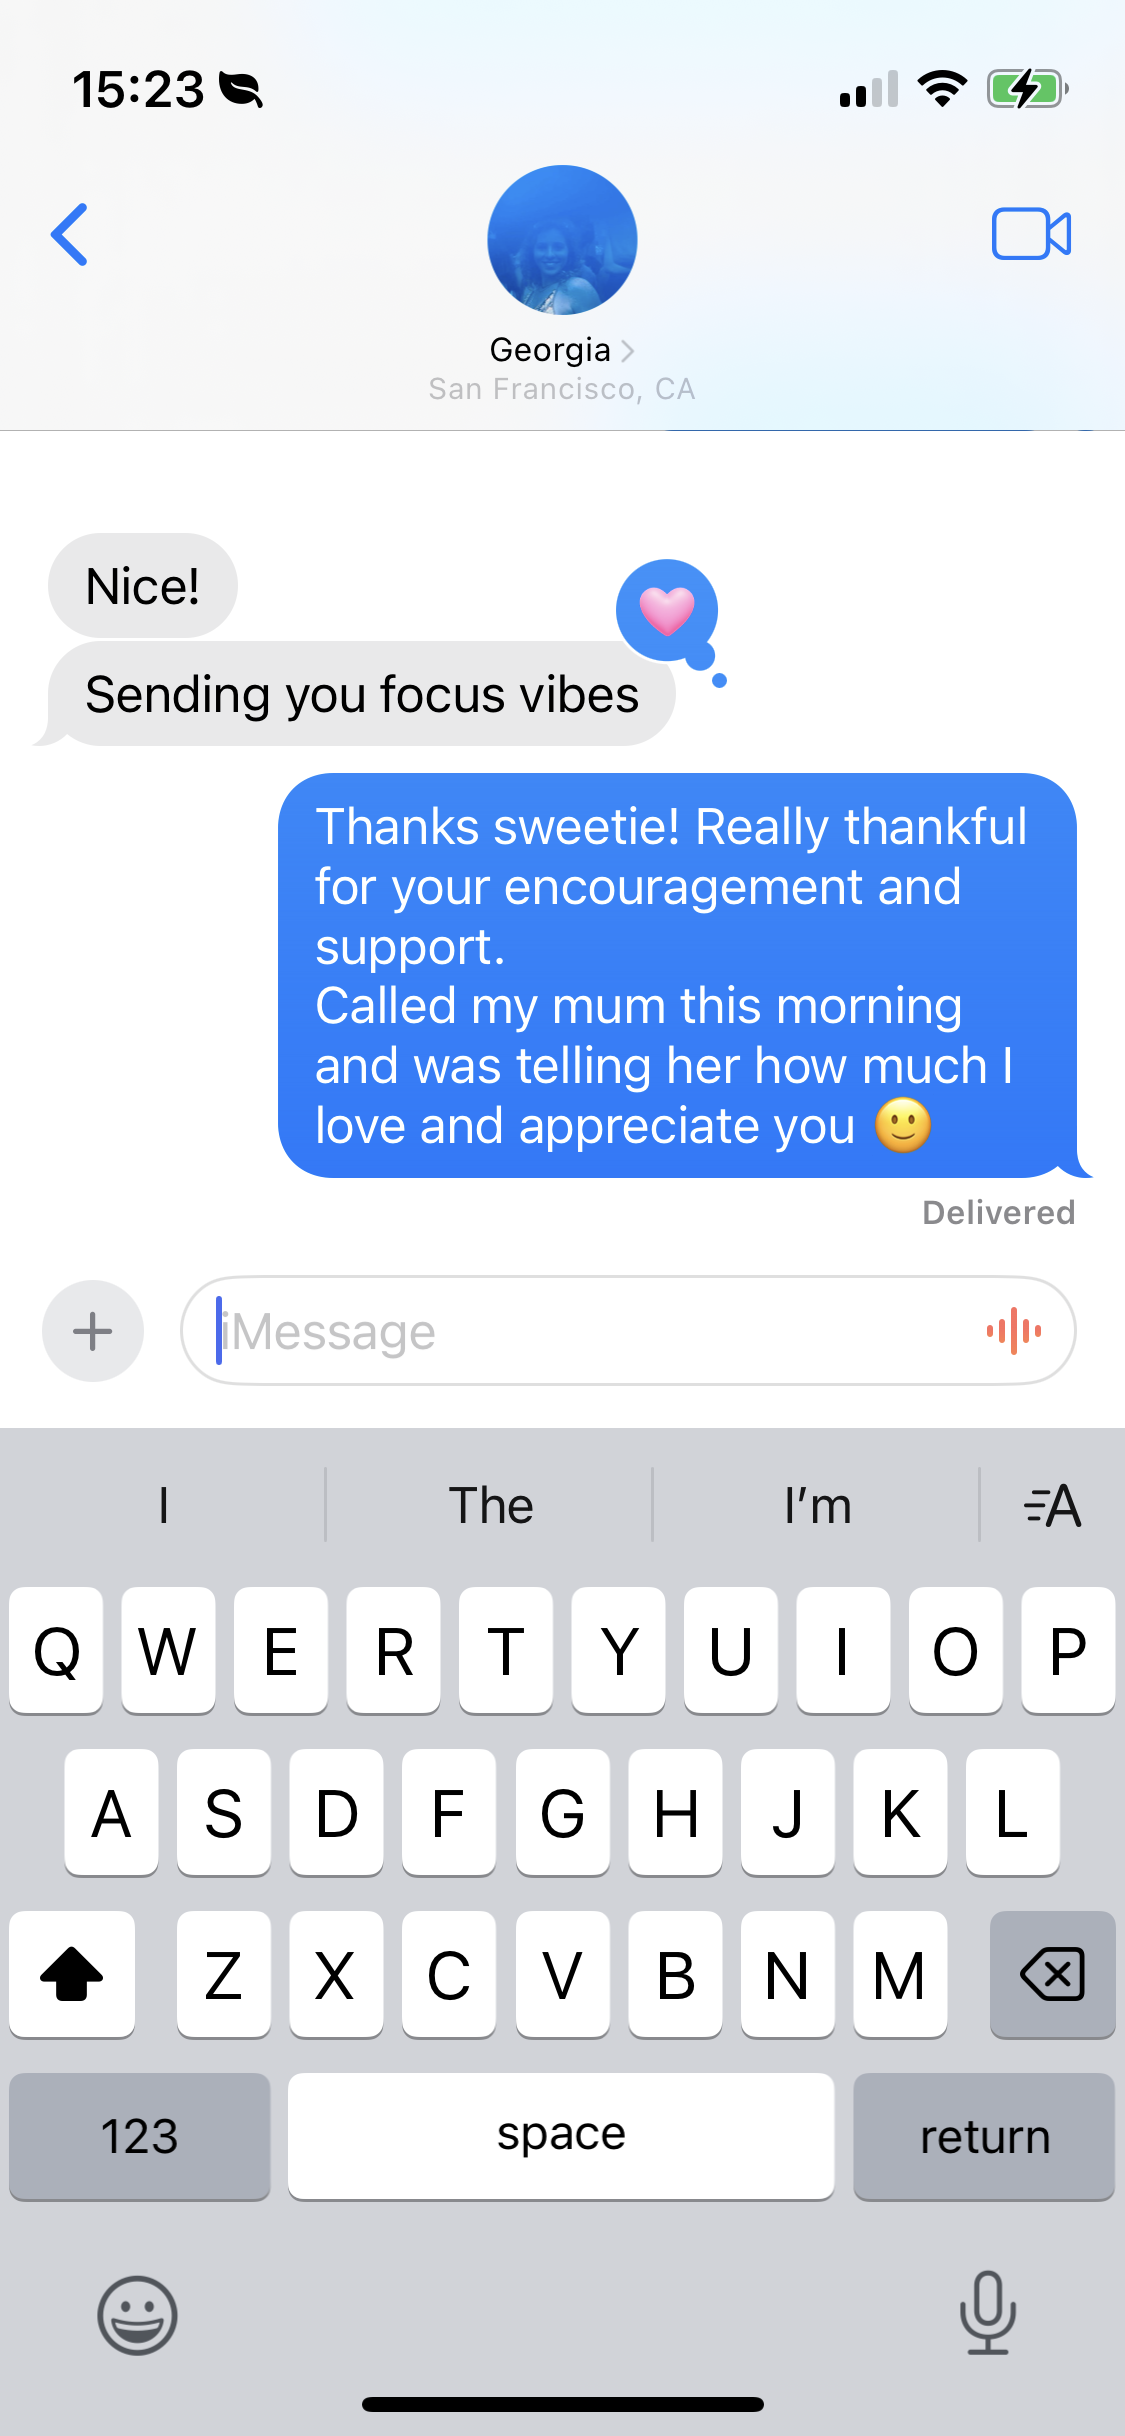 15:23
Georgia
San Francisco, CA
Nice!
Sending you focus vibes
Thanks sweetie! Really thankful
for your encouragement and
support.
Called my mum this morning
and was telling her how much I
love and appreciate you 🙂
Delivered
iMessage
I The I'm A
Q W E R T Y U I O P
A S D F G H J K L
Z X C V B N M
123 space return